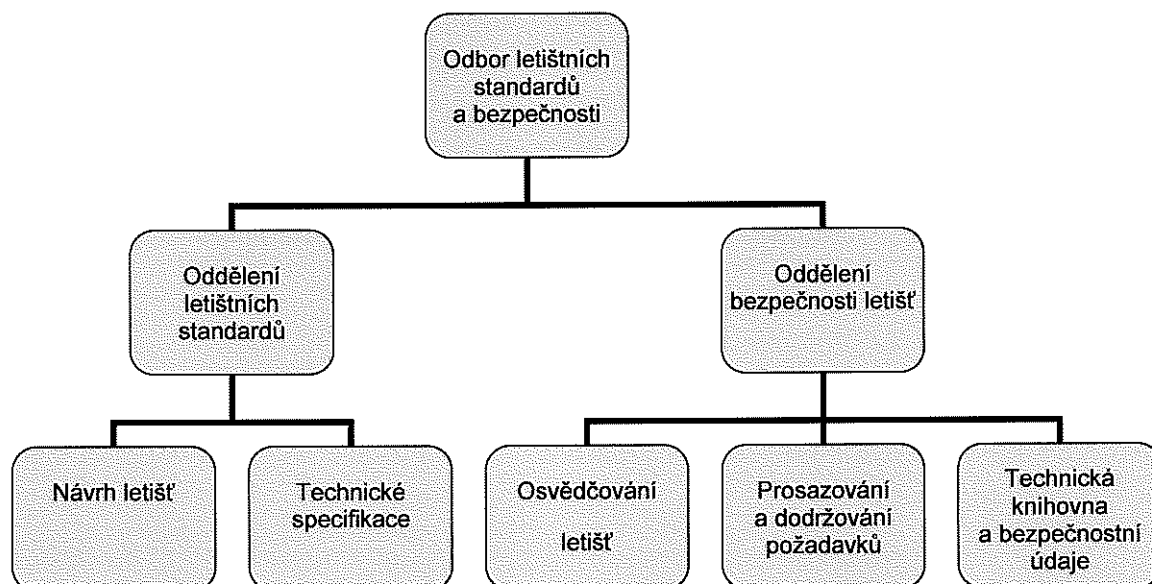 Odbor letištních
standardů
a bezpečnosti
Oddělení
letištních
standardů
Oddělení
bezpečnosti letišť
Návrh letišť
Technické
specifikace
Osvědčování
letišť
Prosazování
a dodržování
požadavků
Technická
knihovna
a bezpečnostní
údaje